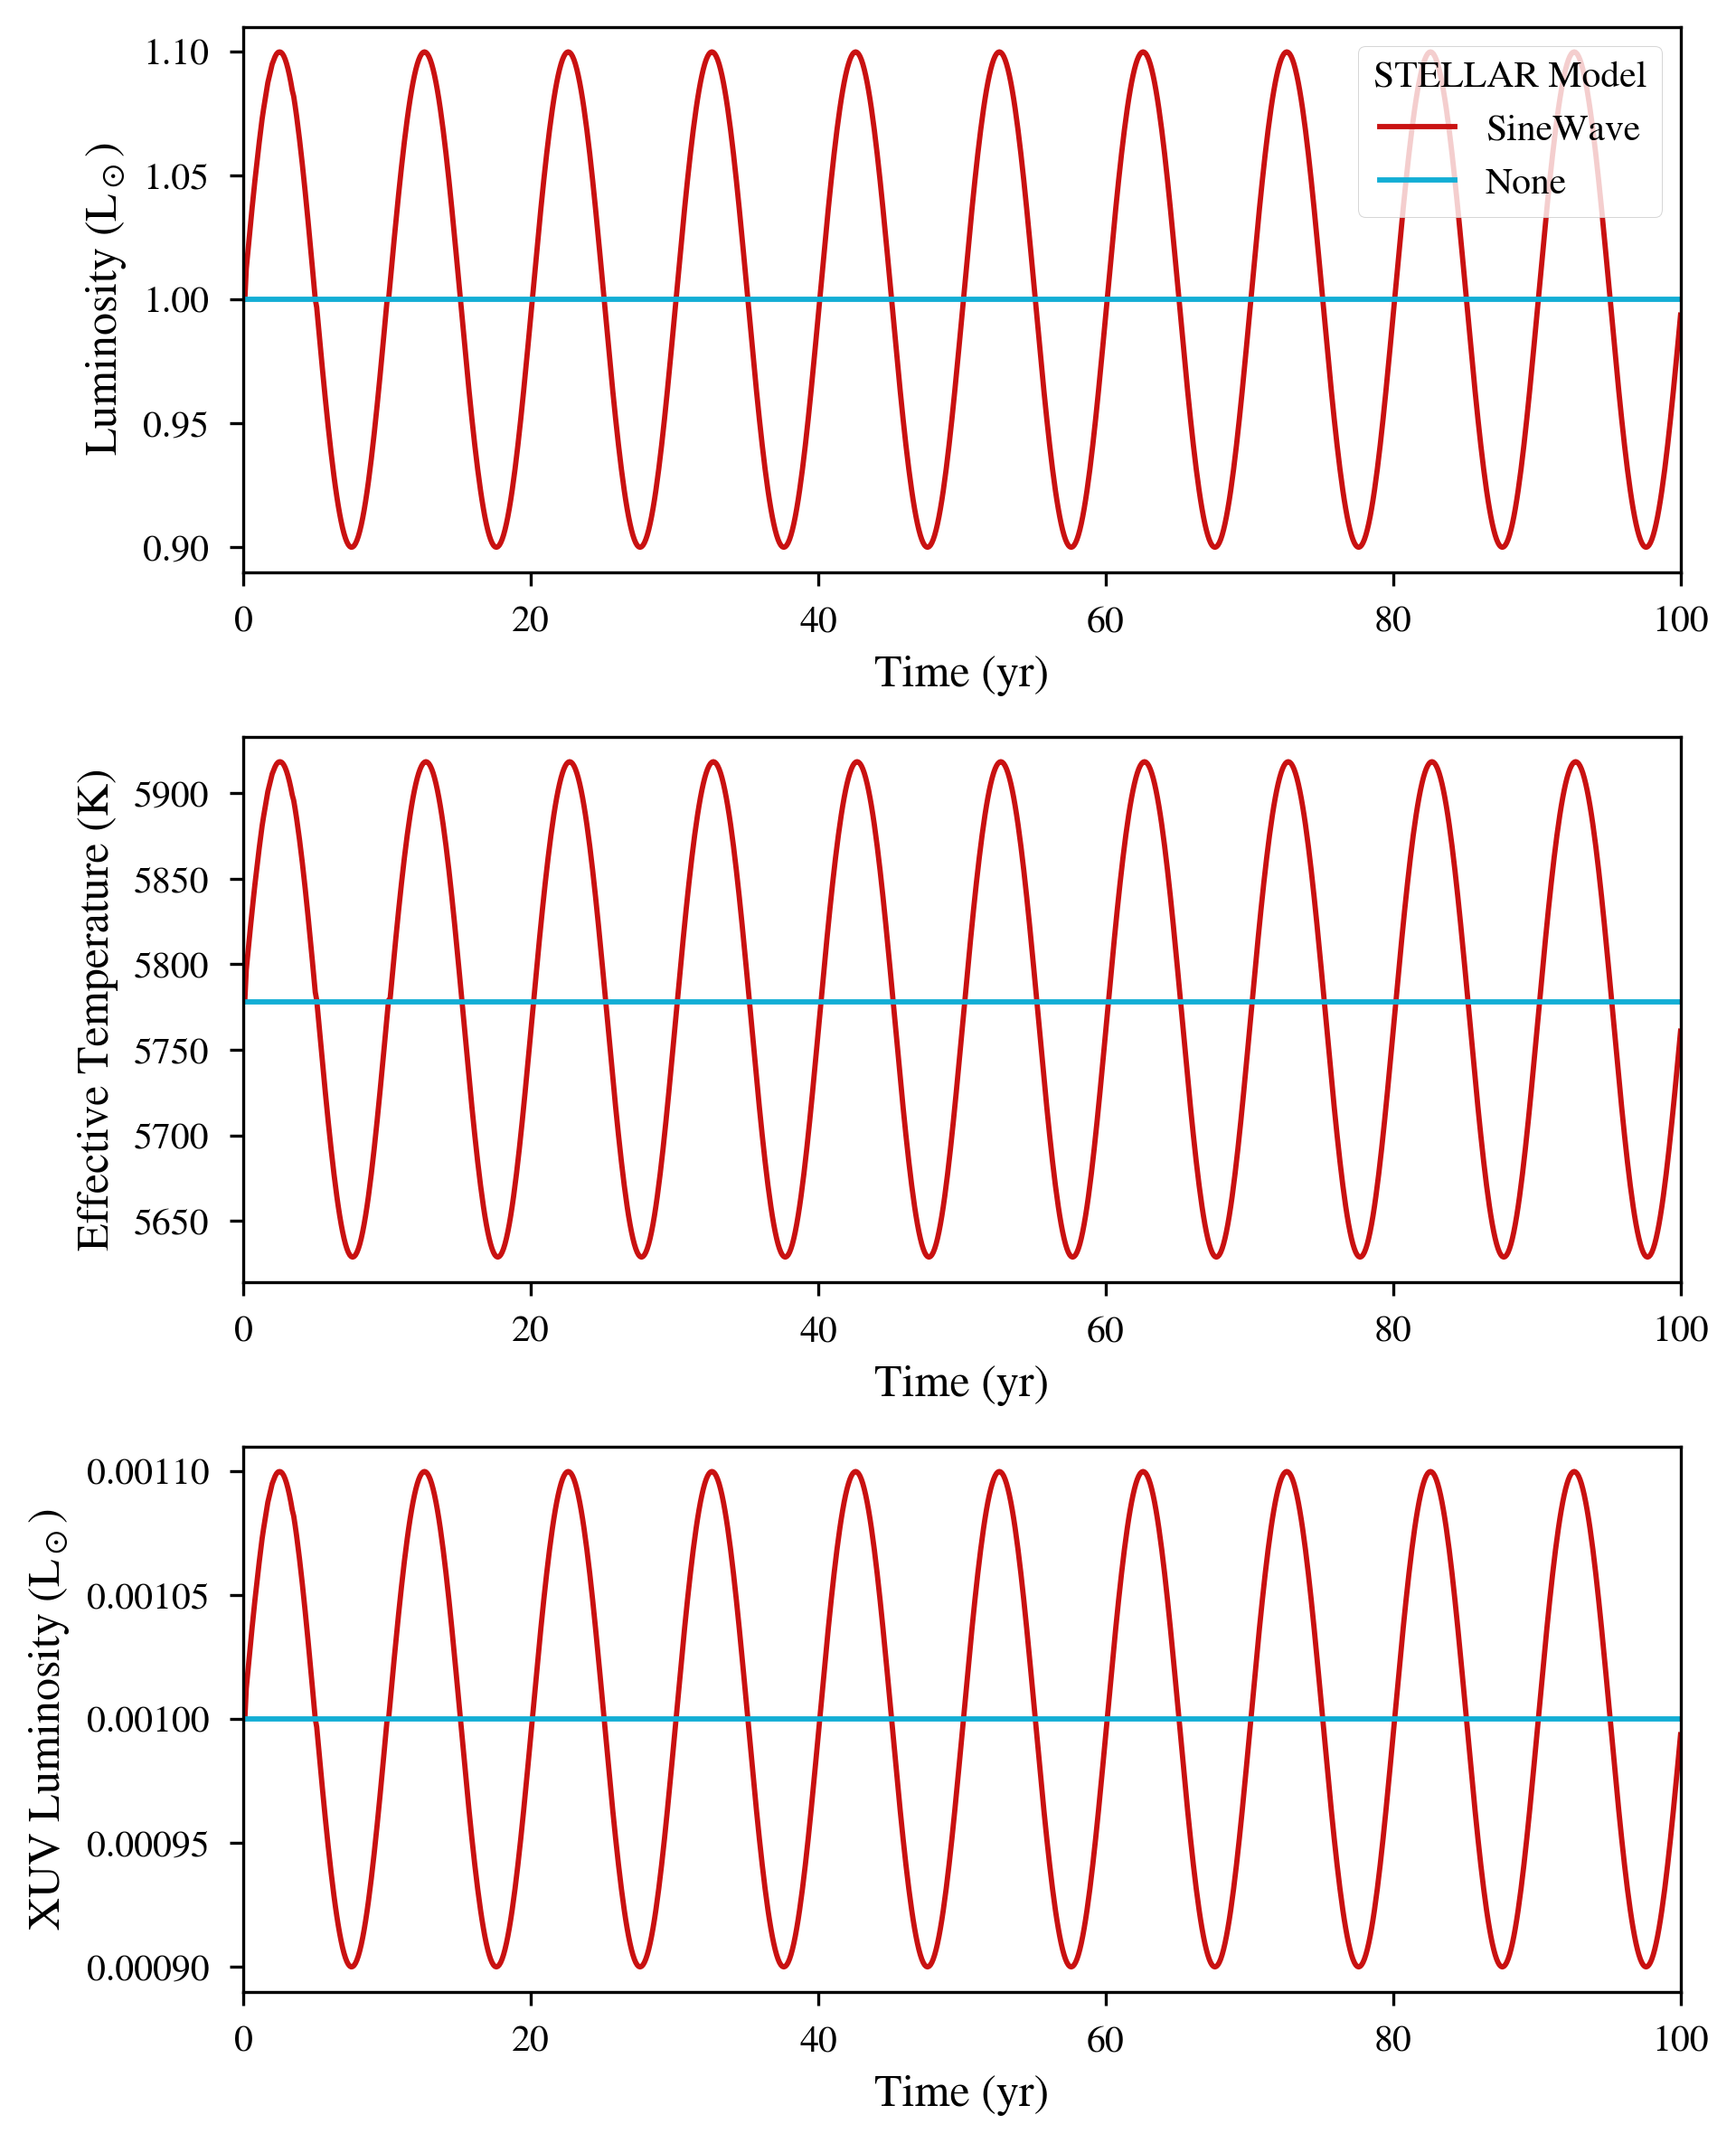 1.10
1.05
1.00
0.95
0.90
Luminosity (L⊙)
STELLAR Model
SineWave
None
0 20 40 60 80 100
Time (yr)
5900
5850
5800
5750
5700
5650
Effective Temperature (K)
0 20 40 60 80 100
Time (yr)
0.00110
0.00105
0.00100
0.00095
0.00090
XUV Luminosity (L⊙)
0 20 40 60 80 100
Time (yr)